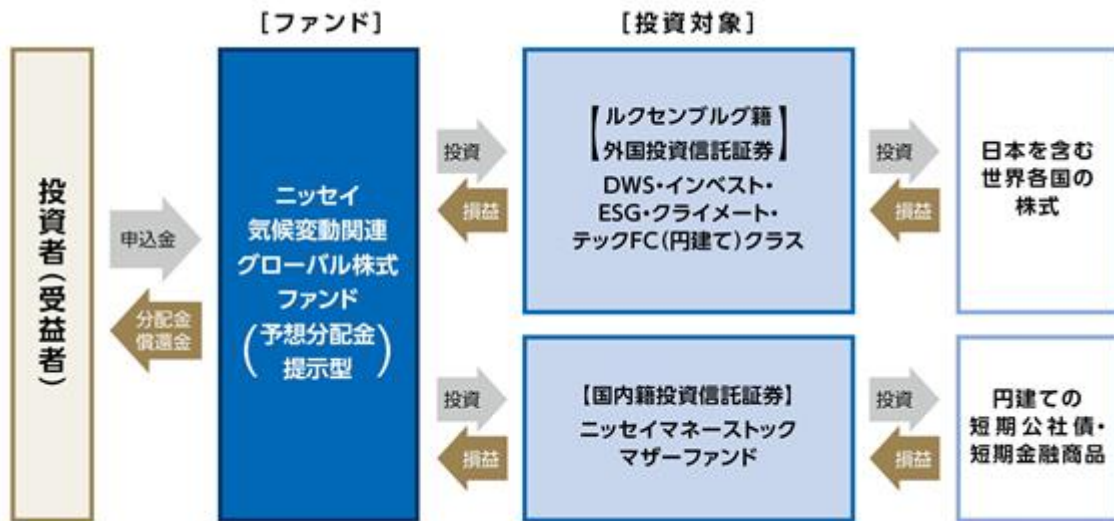 [ファンド]
[投資対象]
投資者(受益者)
申込金
分配金
償還金
ニッセイ
気候変動関連
グローバル株式
ファンド
(予想分配金
提示型)
投資
損益
【ルクセンブルグ籍
外国投資信託証券】
DWS・インベスト・
ESG・クライメート・
テックFC(円建て)クラス
投資
損益
日本を含む
世界各国の
株式
投資
損益
【国内籍投資信託証券】
ニッセイマネーストック
マザーファンド
投資
損益
円建ての
短期公社債・
短期金融商品